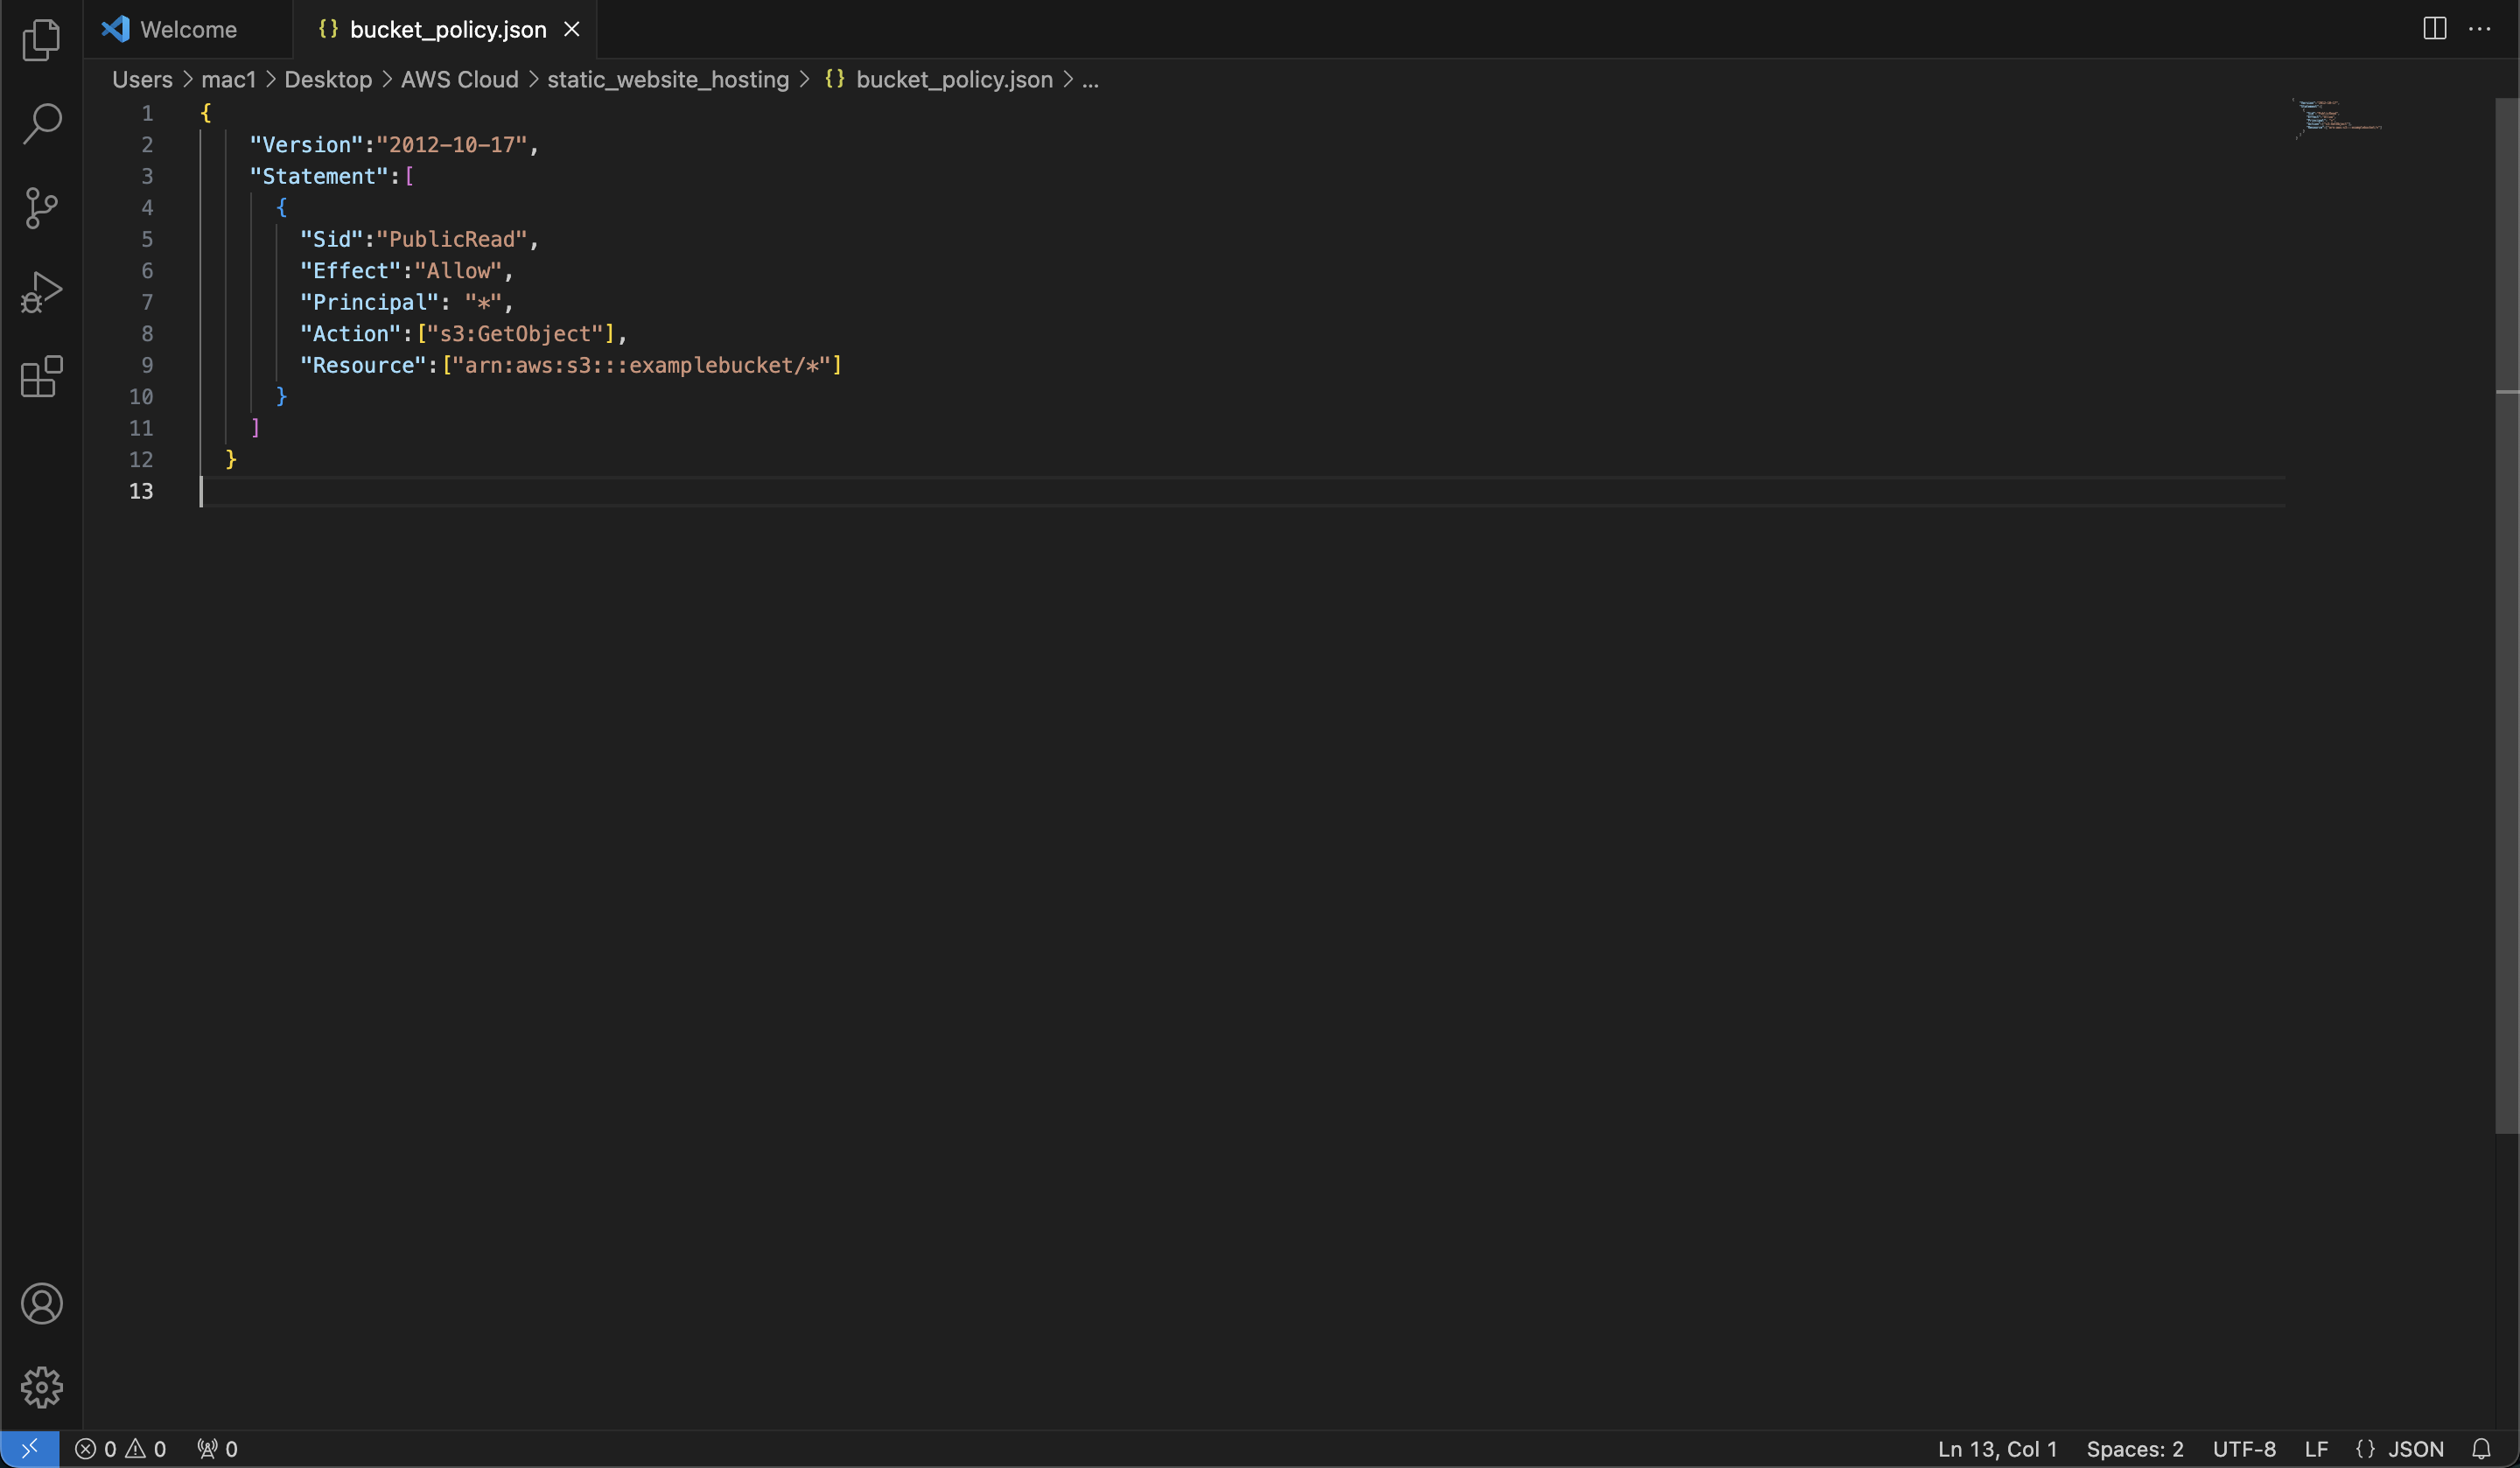 Welcome
{} bucket_policy.json
Users > mac1 > Desktop > AWS Cloud > static_website_hosting > {} bucket_policy.json > ...
1 {
2 "Version":"2012-10-17",
3 "Statement":[
4 {
5 "Sid":"PublicRead",
6 "Effect":"Allow",
7 "Principal": "*",
8 "Action":["s3:GetObject"],
9 "Resource":["arn:aws:s3:::examplebucket/*"]
10 }
11 ]
12 }
13
0 0 0 Ln 13, Col 1 Spaces: 2 UTF-8 LF {} JSON